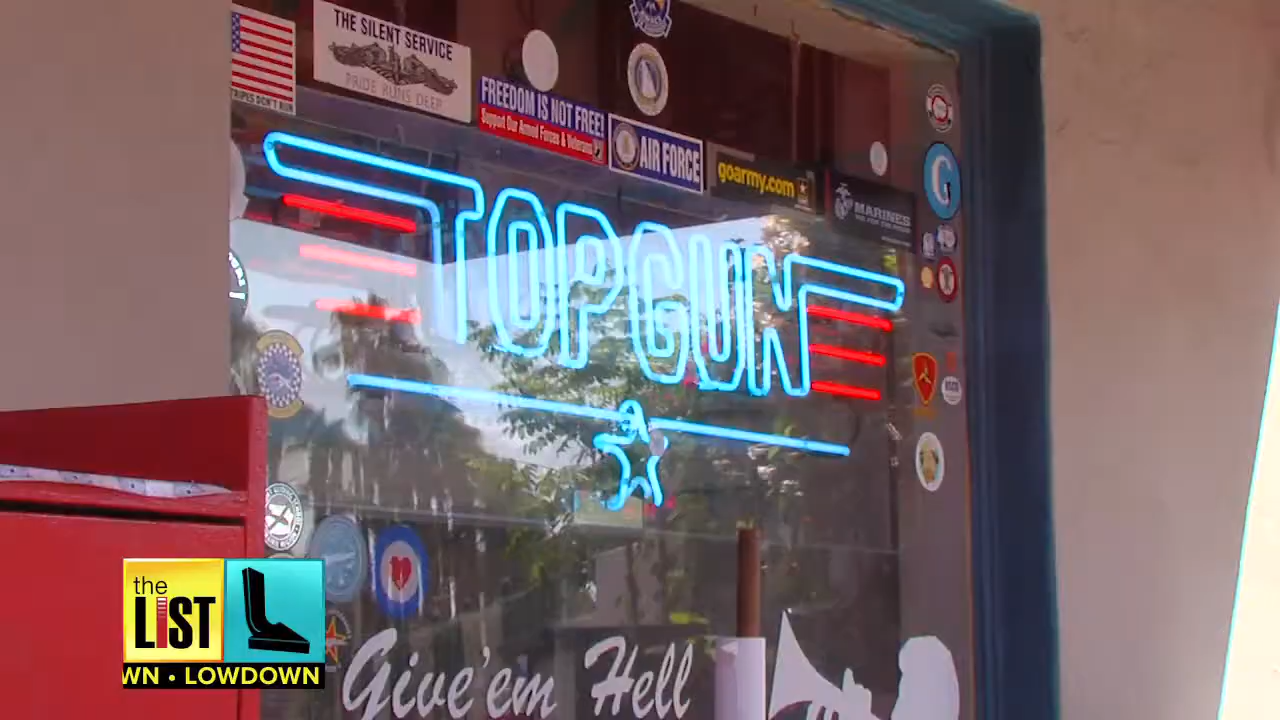 THE SILENT SERVICE
PRIDE RUNS DEEP
FREEDOM IS NOT FREE!
Support Our Armed Forces & Veterans
AIR FORCE
goarmy.com
MARINES
TOPGUN
G
the
LIST
WN • LOWDOWN
Give'em Hell